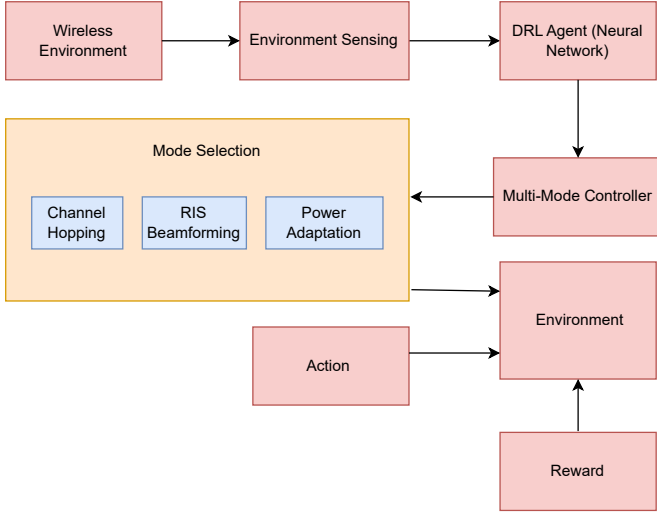 Wireless
Environment
Environment Sensing
DRL Agent (Neural
Network)
Mode Selection
Channel
Hopping
RIS
Beamforming
Power
Adaptation
Multi-Mode Controller
Environment
Action
Reward